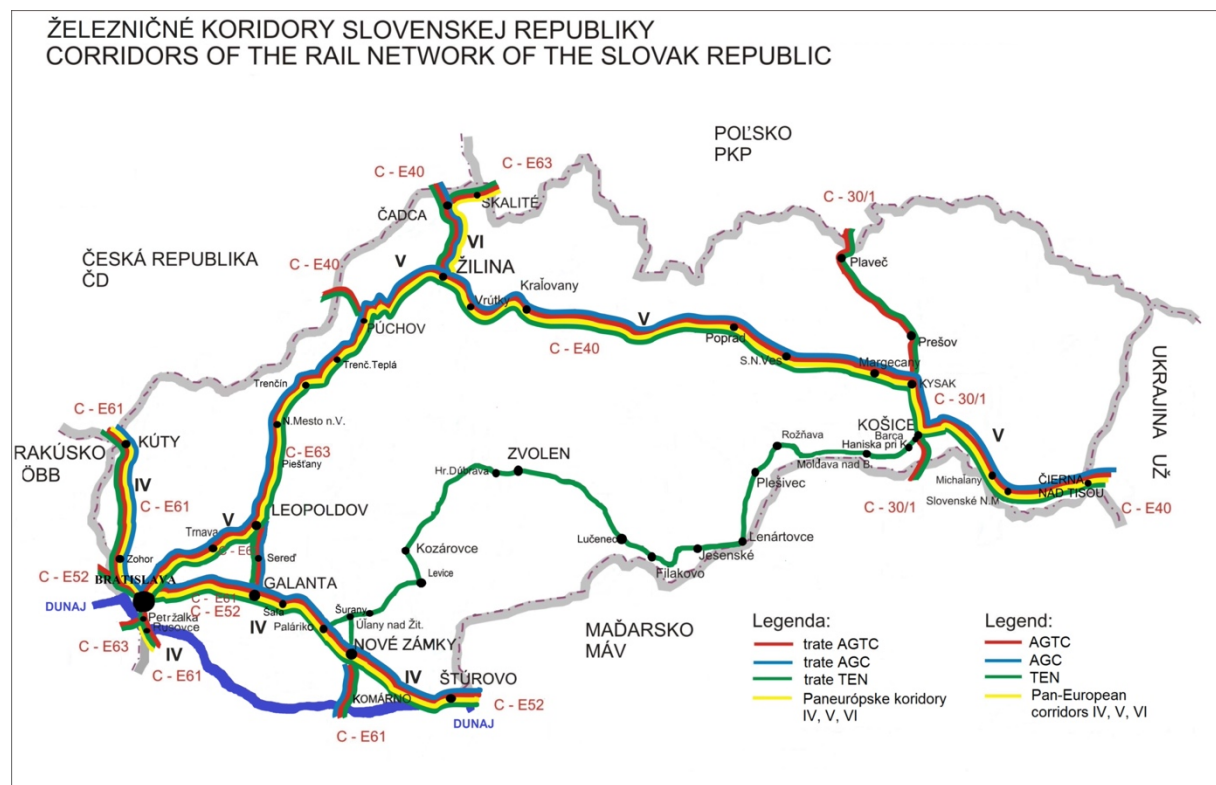 ŽELEZNIČNÉ KORIDORY SLOVENSKEJ REPUBLIKY
CORRIDORS OF THE RAIL NETWORK OF THE SLOVAK REPUBLIC
POĽSKO
PKP
C - E63
C - E40
C - 30/1
SKALITÉ
ČADCA
VI
ČESKÁ REPUBLIKA
ČD
C - E40
V
ŽILINA
Plaveč
Vrútky
Kraľovany
V
PÚCHOV
C - E40
Poprad
Prešov
Trenč.Teplá
S.N.Ves
Margecany
UKRAJINA UŽ
Trenčín
KYSAK
C - 30/1
C - E61
N.Mesto n.V.
KOŠICE
RAKÚSKO
ÖBB
KÚTY
C - E63
ZVOLEN
Rožňava
Barca
Haniska pri K.
V
Piešťany
Hr.Dúbrava
Moldava nad B.
IV
Plešivec
Michaľany
ČIERNA
NAD TISOU
C - E61
Slovenské N.M
LEOPOLDOV
C - 30/1
C - E40
V
Trnava
Lučenec
Lenártovce
C - E6
Kozárovce
Zohor
Sereď
Jesenské
Fiľakovo
C - E52
BRATISLAVA
GALANTA
Levice
C - E61
C - E52
DUNAJ
Šaľa
Šurany
Petržalka
Rusovce
IV
Palárikovo
Úľany nad Žit.
MAĎARSKO
MÁV
C - E63
IV
NOVÉ ZÁMKY
C - E61
IV
ŠTÚROVO
KOMÁRNO
C - E52
DUNAJ
C - E61
Legenda:
trate AGTC
trate AGC
trate TEN
Paneurópske koridory
IV, V, VI
Legend:
AGTC
AGC
TEN
Pan-European
corridors IV, V, VI